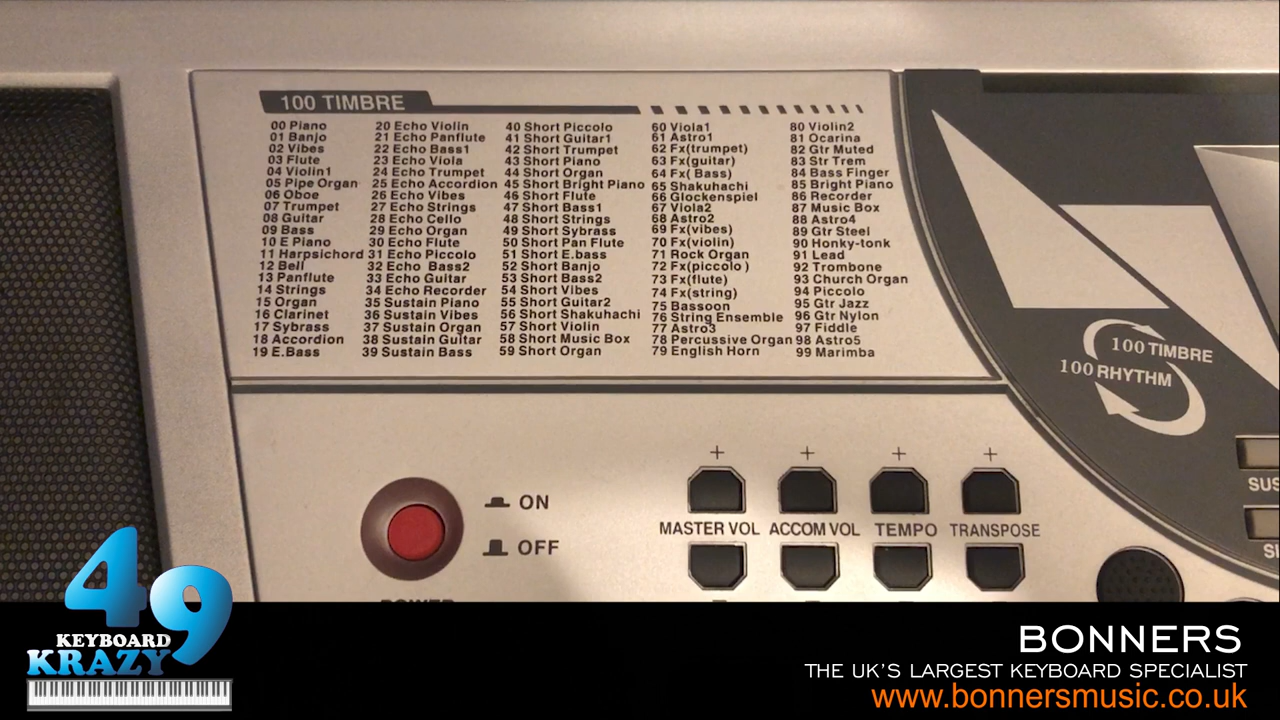 100 TIMBRE
00 Piano
01 Banjo
02 Vibes
03 Flute
04 Violin1
05 Pipe Organ
06 Oboe
07 Trumpet
08 Guitar
09 Bass
10 E Piano
11 Harpsichord
12 Bell
13 Panflute
14 Strings
15 Organ
16 Clarinet
17 Sybrass
18 Accordion
19 E.Bass
20 Echo Violin
21 Echo Panflute
22 Echo Bass1
23 Echo Viola
24 Echo Trumpet
25 Echo Accordion
26 Echo Vibes
27 Echo Strings
28 Echo Cello
29 Echo Organ
30 Echo Flute
31 Echo Piccolo
32 Echo Bass2
33 Echo Guitar
34 Echo Recorder
35 Sustain Piano
36 Sustain Vibes
37 Sustain Organ
38 Sustain Guitar
39 Sustain Bass
40 Short Piccolo
41 Short Guitar1
42 Short Trumpet
43 Short Piano
44 Short Organ
45 Short Bright Piano
46 Short Flute
47 Short Bass1
48 Short Strings
49 Short Sybrass
50 Short Pan Flute
51 Short E.bass
52 Short Banjo
53 Short Bass2
54 Short Vibes
55 Short Guitar2
56 Short Shakuhachi
57 Short Violin
58 Short Music Box
59 Short Organ
60 Viola1
61 Astro1
62 Fx(trumpet)
63 Fx(guitar)
64 Fx( Bass)
65 Shakuhachi
66 Glockenspiel
67 Viola2
68 Astro2
69 Fx(vibes)
70 Fx(violin)
71 Rock Organ
72 Fx(piccolo )
73 Fx(flute)
74 Fx(string)
75 Bassoon
76 String Ensemble
77 Astro3
78 Percussive Organ
79 English Horn
80 Violin2
81 Ocarina
82 Gtr Muted
83 Str Trem
84 Bass Finger
85 Bright Piano
86 Recorder
87 Music Box
88 Astro4
89 Gtr Steel
90 Honky-tonk
91 Lead
92 Trombone
93 Church Organ
94 Piccolo
95 Gtr Jazz
96 Gtr Nylon
97 Fiddle
98 Astro5
99 Marimba
100 TIMBRE
100 RHYTHM
ON
OFF
+ + + +
MASTER VOL ACCOM VOL TEMPO TRANSPOSE
SUS
49
KEYBOARD
KRAZY
BONNERS
THE UK'S LARGEST KEYBOARD SPECIALIST
www.bonnersmusic.co.uk